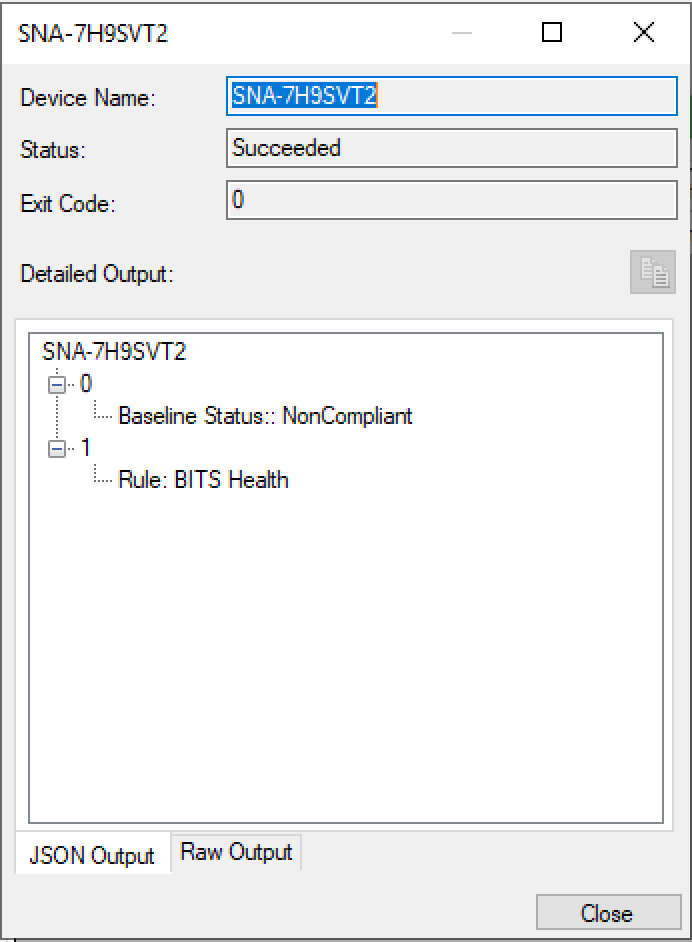 SNA-7H9SVT2
Device Name: SNA-7H9SVT2
Status: Succeeded
Exit Code: 0
Detailed Output:
SNA-7H9SVT2
0
Baseline Status:: NonCompliant
1
Rule: BITS Health
JSON Output Raw Output
Close